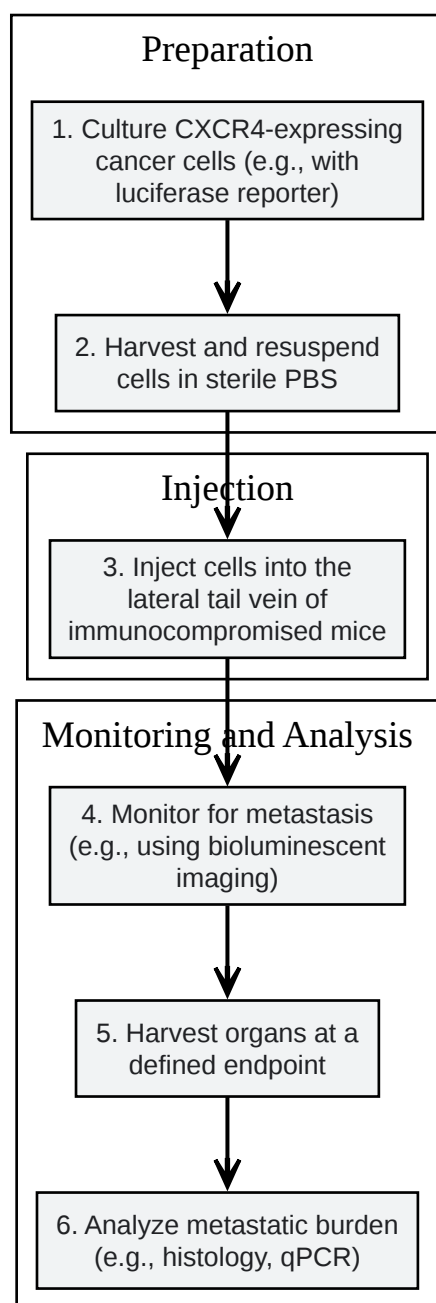 Preparation
1. Culture CXCR4-expressing
cancer cells (e.g., with
luciferase reporter)
2. Harvest and resuspend
cells in sterile PBS
Injection
3. Inject cells into the
lateral tail vein of
immunocompromised mice
Monitoring and Analysis
4. Monitor for metastasis
(e.g., using bioluminescent
imaging)
5. Harvest organs at a
defined endpoint
6. Analyze metastatic burden
(e.g., histology, qPCR)